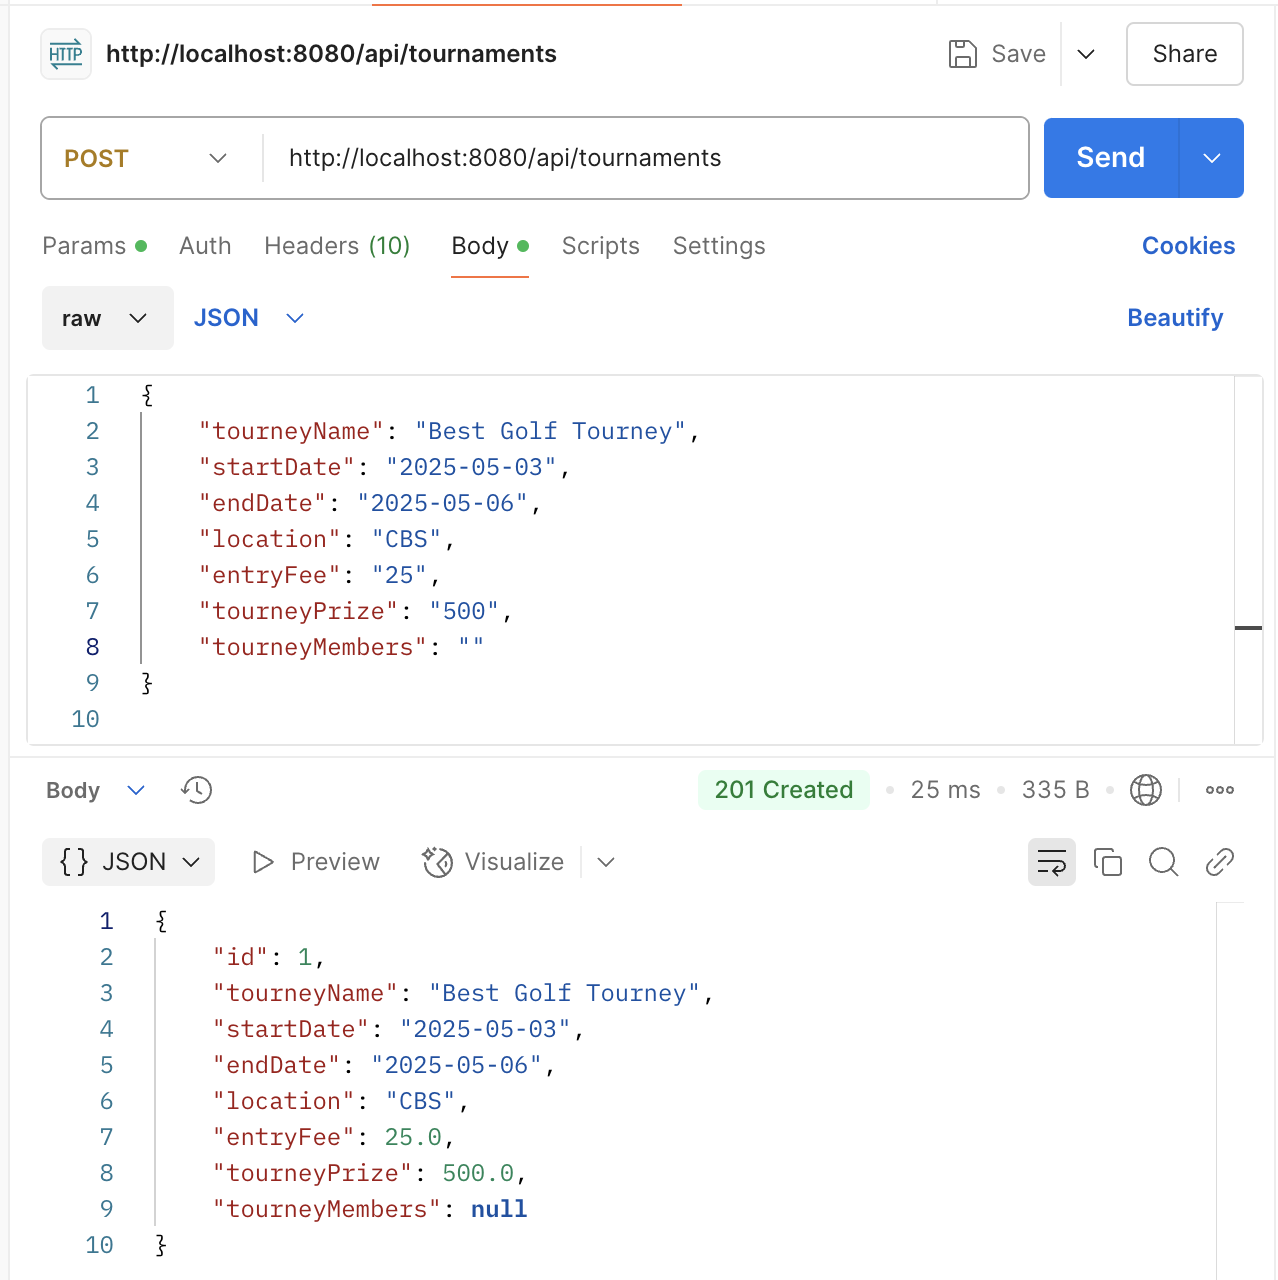 HTTP http://localhost:8080/api/tournaments Save Share
POST http://localhost:8080/api/tournaments Send
Params Auth Headers (10) Body Scripts Settings Cookies
raw JSON Beautify
1 {
2 "tourneyName": "Best Golf Tourney",
3 "startDate": "2025-05-03",
4 "endDate": "2025-05-06",
5 "location": "CBS",
6 "entryFee": "25",
7 "tourneyPrize": "500",
8 "tourneyMembers": ""
9 }
10
Body 201 Created 25 ms 335 B
{} JSON Preview Visualize
1 {
2 "id": 1,
3 "tourneyName": "Best Golf Tourney",
4 "startDate": "2025-05-03",
5 "endDate": "2025-05-06",
6 "location": "CBS",
7 "entryFee": 25.0,
8 "tourneyPrize": 500.0,
9 "tourneyMembers": null
10 }